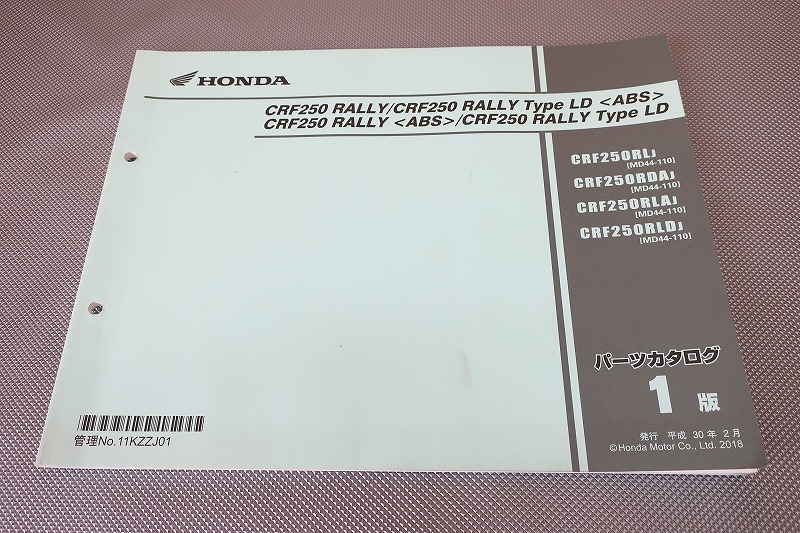 HONDA
CRF250 RALLY/CRF250 RALLY Type LD <ABS>
CRF250 RALLY <ABS>/CRF250 RALLY Type LD
CRF250RLJ
[MD44-110]
CRF250RDAJ
[MD44-110]
CRF250RLAJ
[MD44-110]
CRF250RLDJ
[MD44-110]
パーツカタログ
1 版
発行 平成 30 年 2 月
©Honda Motor Co., Ltd. 2018
管理No.11KZZJ01